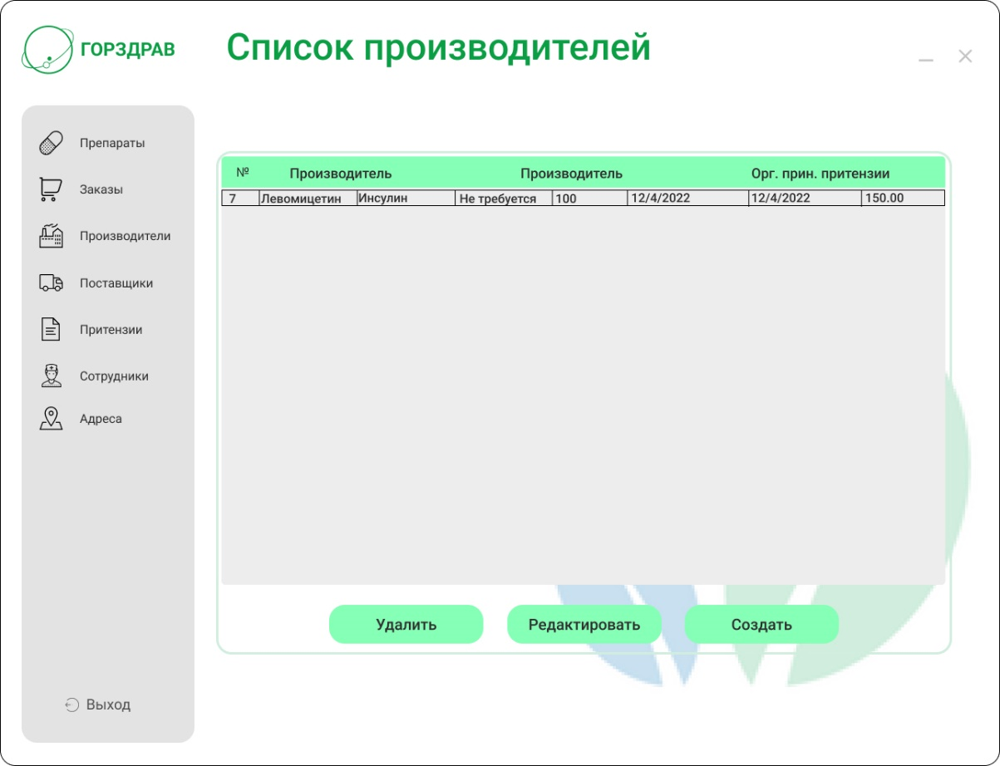 ГОРЗДРАВ
Список производителей
Препараты
Заказы
Производители
Поставщики
Притензии
Сотрудники
Адреса
Выход
№ Производитель Производитель Орг. прин. притензии
7 Левомицетин Инсулин Не требуется 100 12/4/2022 12/4/2022 150.00
Удалить Редактировать Создать